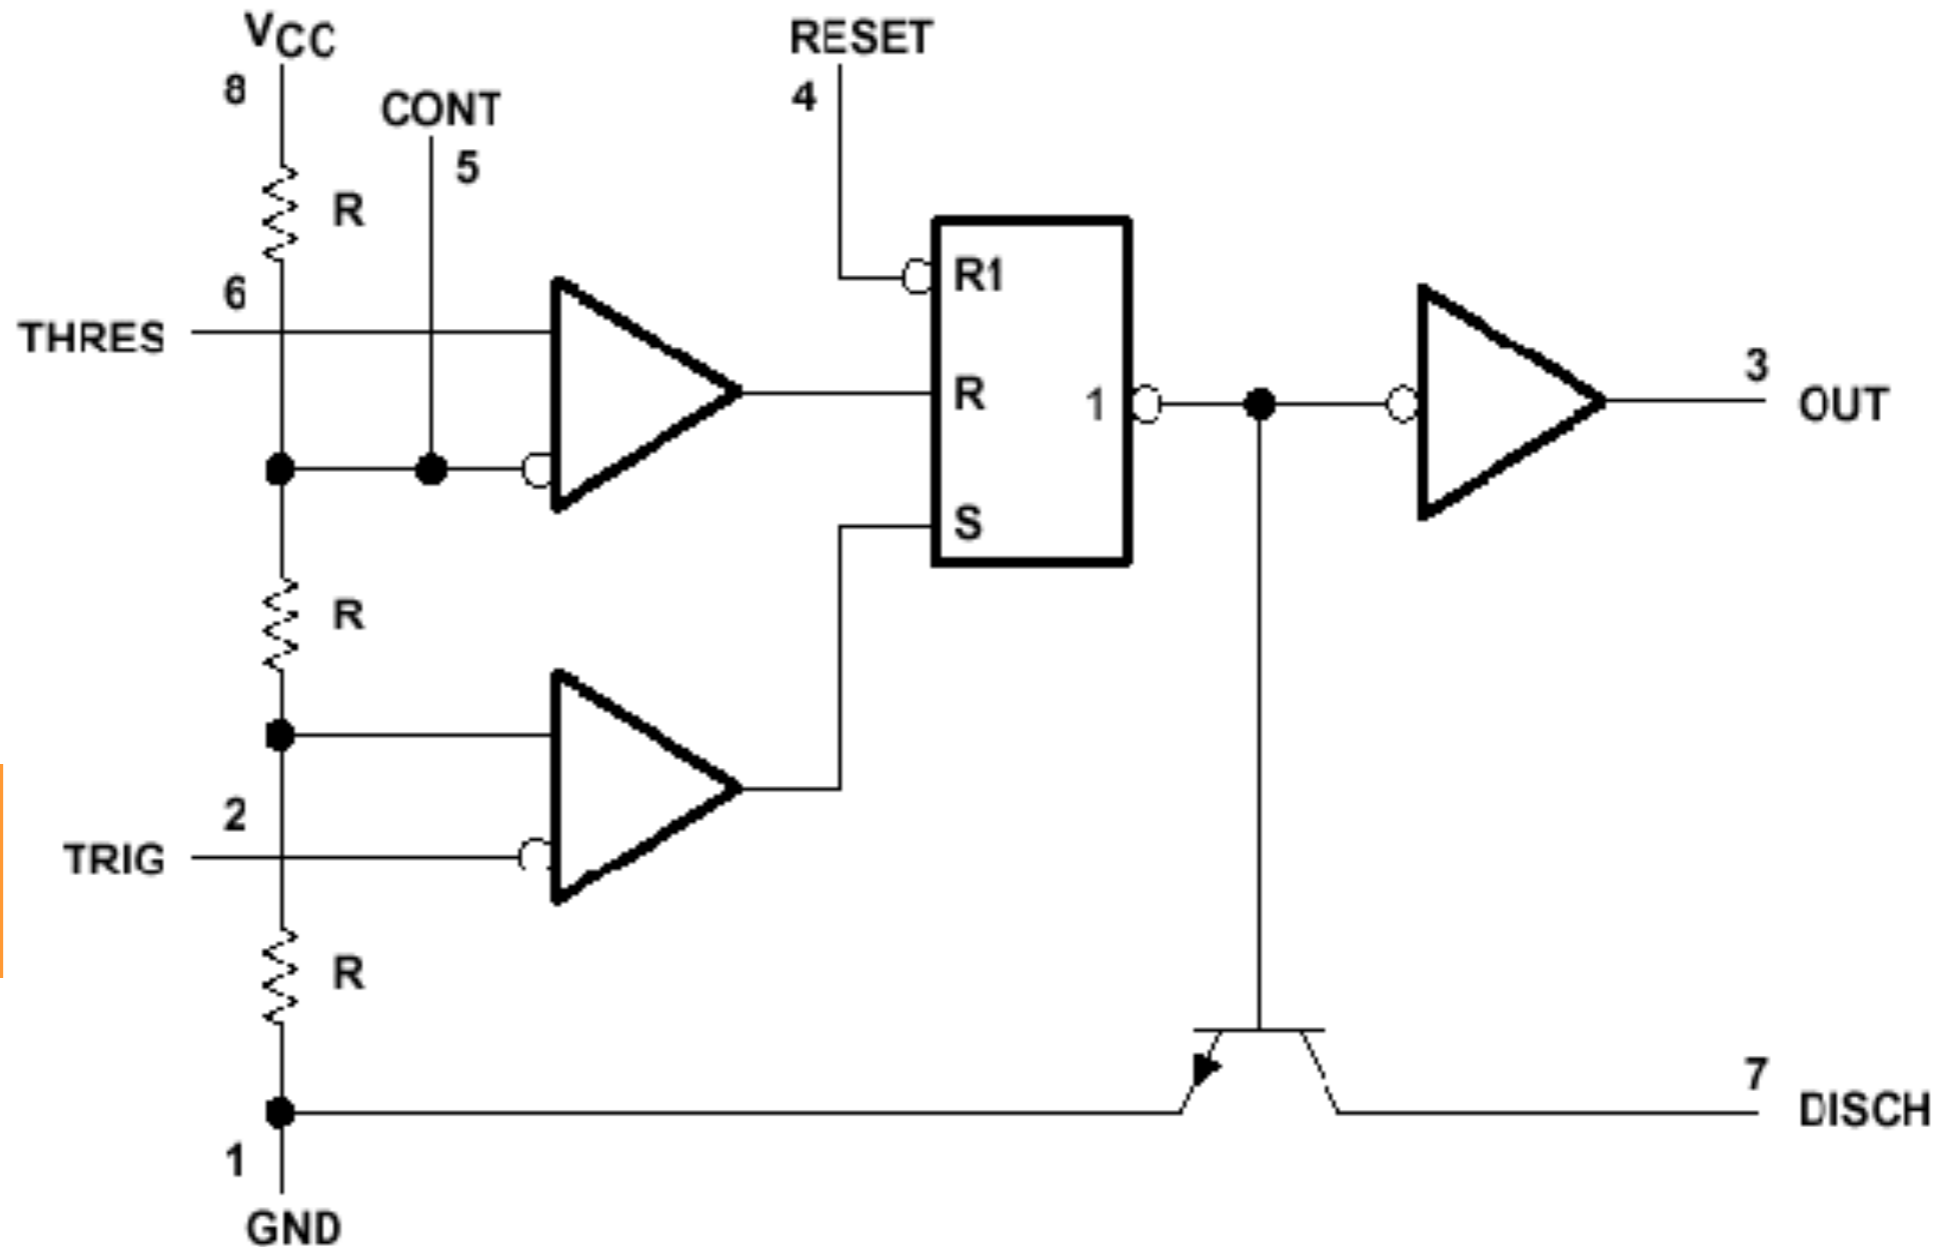 VCC
8
CONT
5
RESET
4
R
6
THRES
R1
R
1
S
3
OUT
R
2
TRIG
R
7
DISCH
1
GND